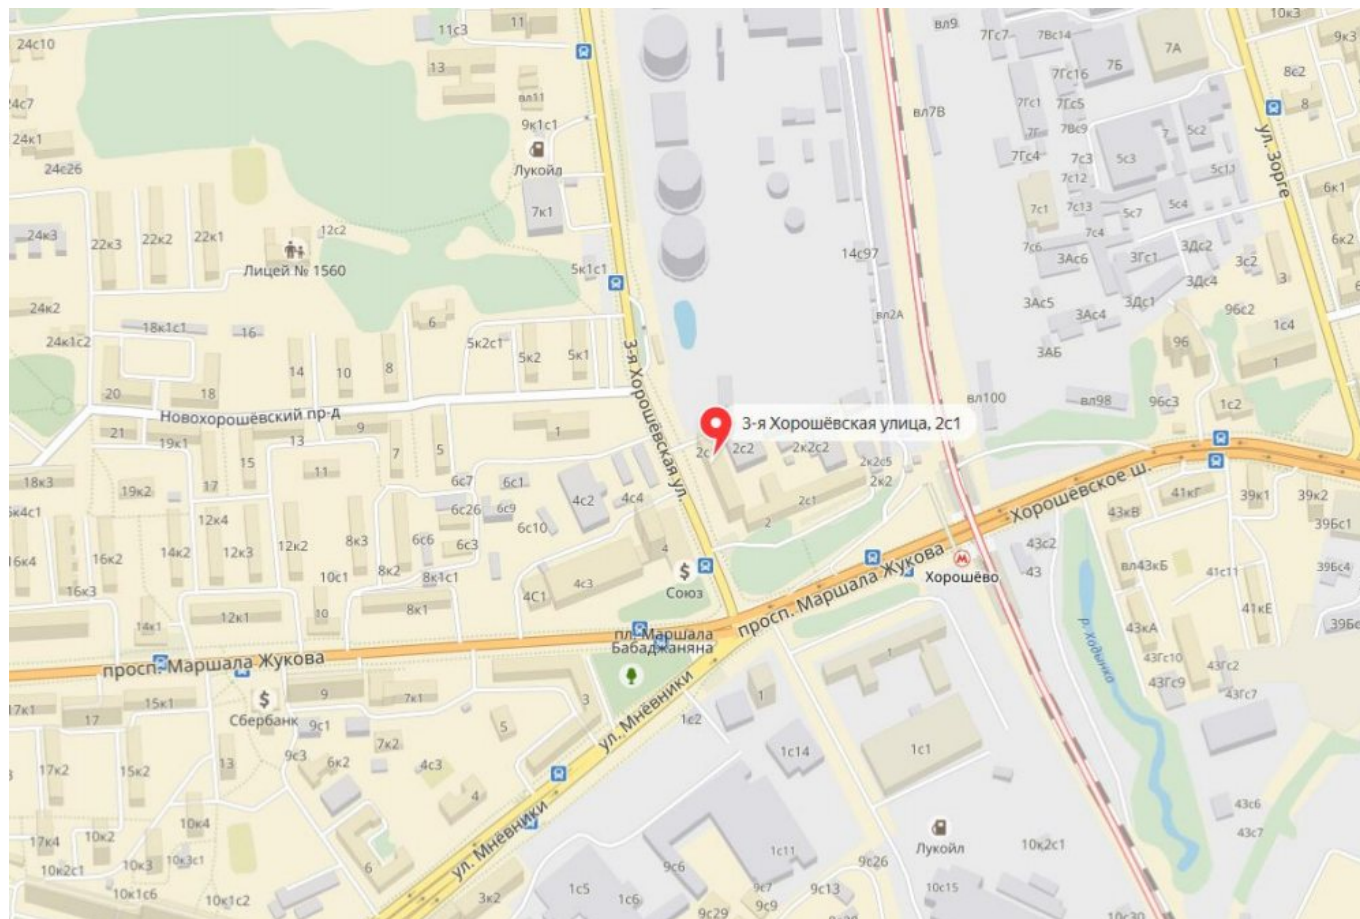 24с10
11с3
11
10к3
9к3
вл9
7Гс7
7Вс14
7А
13
7Б
8с2
7Гс16
24с7
вл11
7Гс1
7Гс5
8
вл7В
9к1с1
7Г
7Вс9
7
5с2
ул. Зорге
24к1
Лукойл
7Гс4
7с3
5с3
24с26
7с12
5с11
6к1
7к1
7с1
7с13
5с7
5с4
24к3
22к3
22к2
22к1
12с2
7с6
7с4
6к2
Лицей № 1560
5к1с1
14с97
3Ас6
3Гс1
3Дс2
3с2
3
3Дс4
24к2
3Ас5
3Дс1
96с2
6
вл2А
3Ас4
18к1с1
16
1с4
24к1с2
5к2с1
5к2
5к1
3-я Хорошёвская ул.
3АБ
96
1
14
10
8
20
18
вл100
вл98
96с3
1с2
Новохорошёвский пр-д
3-я Хорошёвская улица, 2с1
21
19к1
13
9
7
5
1
2с
2с2
2к2с2
2к2с5
18к3
15
11
17
19к2
6с7
6с1
4с2
4с4
2к2
2с1
2
41кГ
39к1
39к2
Хорошёвское ш.
6к4с1
12к4
6с26
6с9
6с10
43кВ
39Бс1
16к4
16к2
14к2
12к3
12к2
8к3
6с6
6с3
4
43с2
43
вл43кБ
41с11
39Бс4
16к3
10с1
8к2
8к1с1
4с3
4С1
$
Союз
Хорошёво
просп. Маршала Жукова
14к1
12к1
10
8к1
пл. Маршала
Бабаджаняна
41кЕ
43кА
39Бс
р. Ходынка
просп. Маршала Жукова
1
43Гс10
43Гс2
43Гс9
43Гс7
17к1
17
15к1
$
Сбербанк
9
7к1
9с1
3
5
ул. Мнёвники
1с2
1
1с14
1с1
9с3
7к2
6к2
4с3
17к2
15к2
13
4
43с6
43с7
10к4
17к4
10к2
10к3
10к3с1
10к2с1
6
ул. Мнёвники
Лукойл
10к2с1
1с11
9с6
9с26
10к1с6
10к1с2
3к2
1с5
1с6
9с7
9с9
9с13
9с29
10с15
10с30